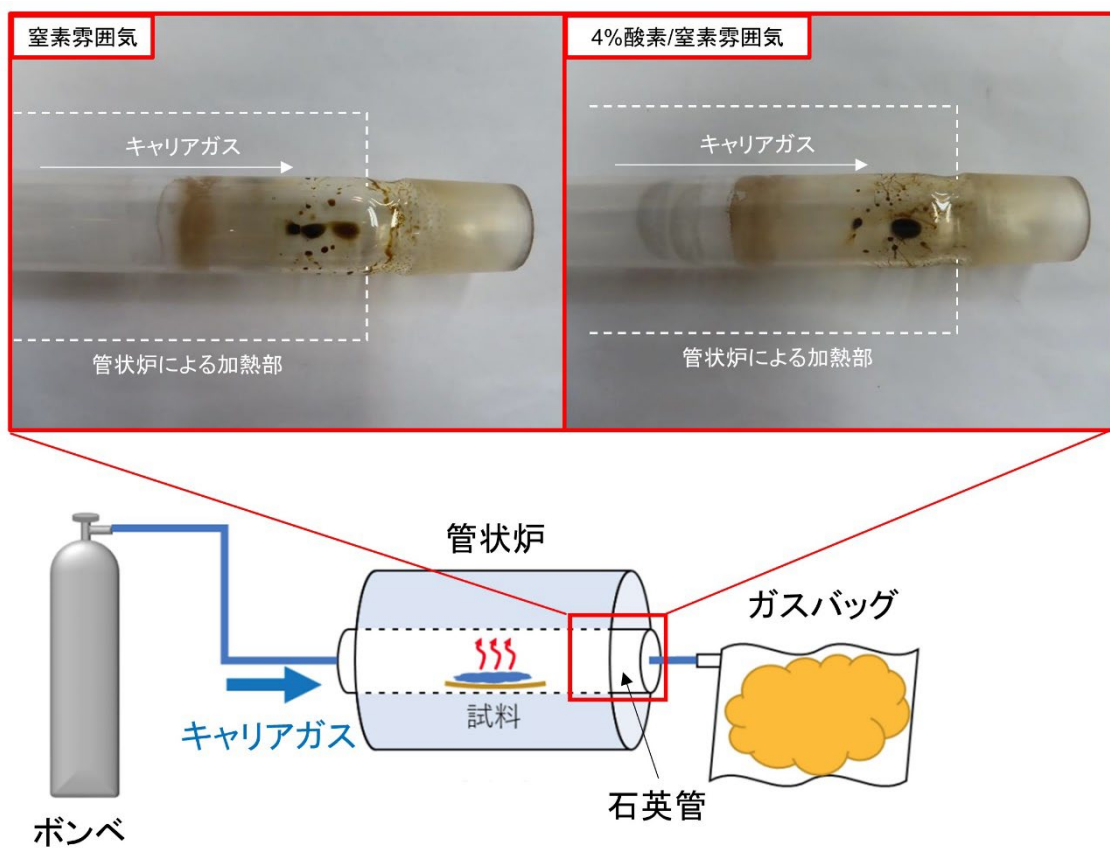 窒素雰囲気
4%酸素/窒素雰囲気
キャリアガス
キャリアガス
管状炉による加熱部
管状炉による加熱部
管状炉
ガスバッグ
試料
キャリアガス
石英管
ボンベ